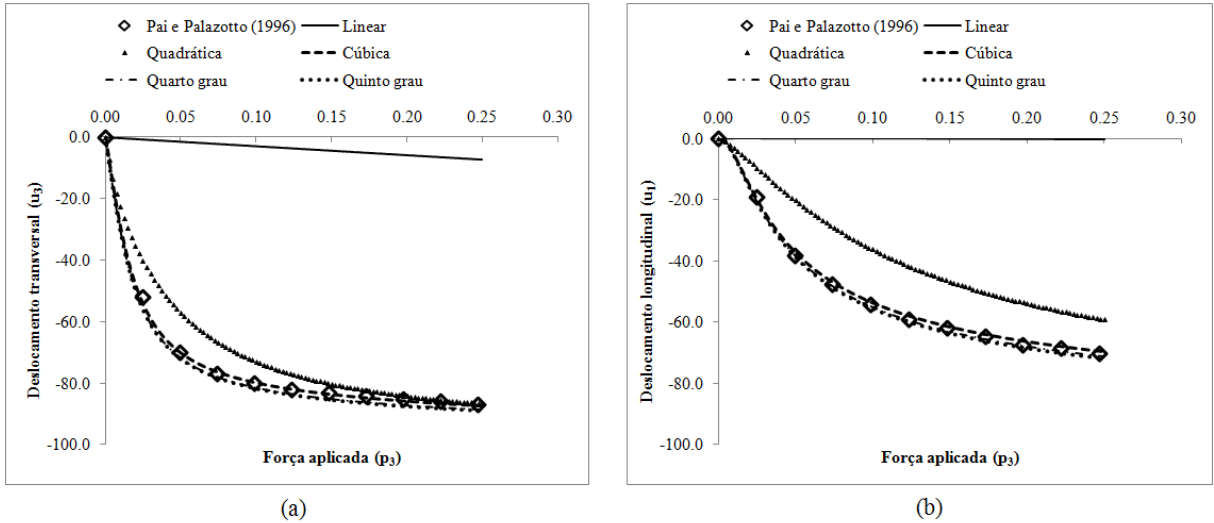 Pai e Palazotto (1996) Linear
Quadrática Cúbica
Quarto grau Quinto grau
0.00 0.05 0.10 0.15 0.20 0.25 0.30
0.0
-20.0
-40.0
-60.0
-80.0
-100.0
Deslocamento transversal (u3)
Força aplicada (p3)
(a)
Pai e Palazotto (1996) Linear
Quadrática Cúbica
Quarto grau Quinto grau
0.00 0.05 0.10 0.15 0.20 0.25 0.30
0.0
-20.0
-40.0
-60.0
-80.0
-100.0
Deslocamento longitudinal (u1)
Força aplicada (p3)
(b)